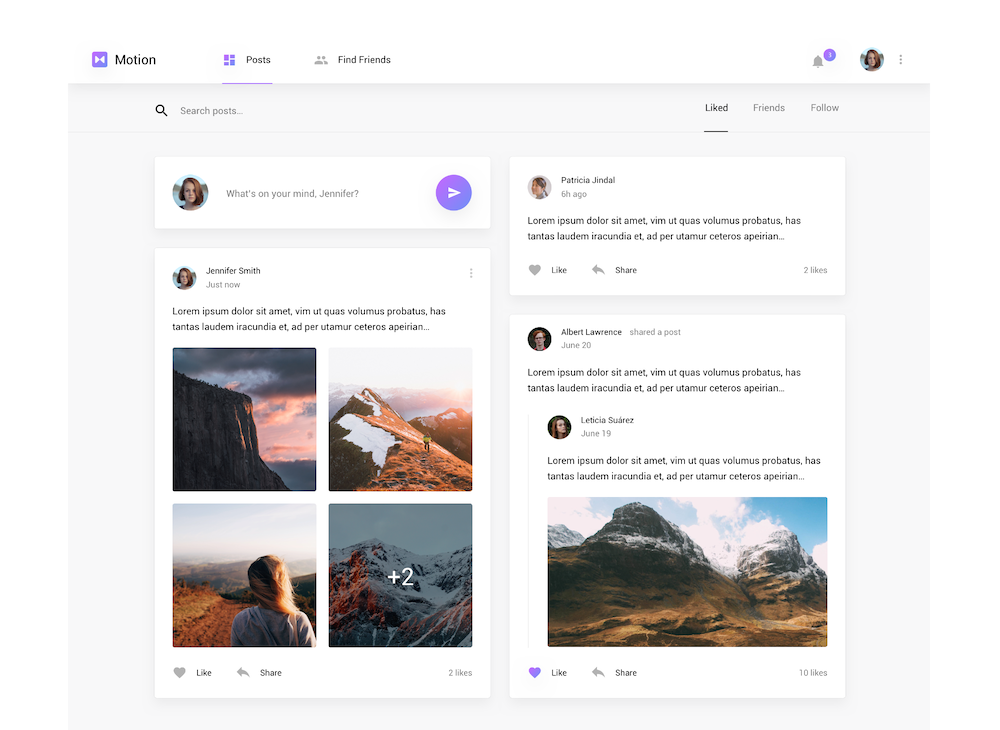 Motion
Posts
Find Friends
3
Search posts...
Liked
Friends
Follow
What's on your mind, Jennifer?
Jennifer Smith
Just now
Lorem ipsum dolor sit amet, vim ut quas volumus probatus, has
tantas laudem iracundia et, ad per utamur ceteros apeirian...
+2
Like
Share
2 likes
Patricia Jindal
6h ago
Lorem ipsum dolor sit amet, vim ut quas volumus probatus, has
tantas laudem iracundia et, ad per utamur ceteros apeirian...
Like
Share
2 likes
Albert Lawrence shared a post
June 20
Lorem ipsum dolor sit amet, vim ut quas volumus probatus, has
tantas laudem iracundia et, ad per utamur ceteros apeirian...
Leticia Suárez
June 19
Lorem ipsum dolor sit amet, vim ut quas volumus probatus, has
tantas laudem iracundia et, ad per utamur ceteros apeirian...
Like
Share
10 likes